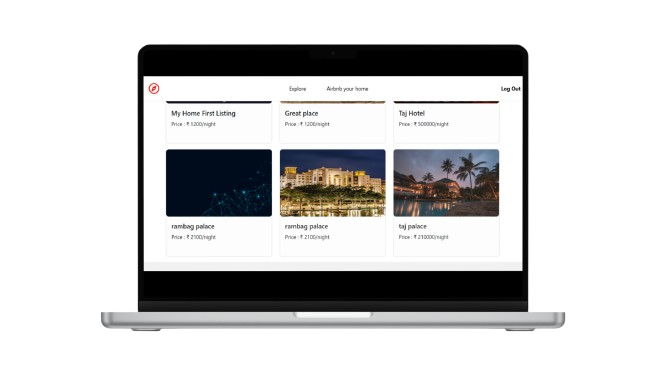 Explore Airbnb your home Log Out
My Home First Listing Great place Taj Hotel
Price : ₹ 1200/night Price : ₹ 1200/night Price : ₹ 500000/night
rambag palace rambag palace taj palace
Price : ₹ 2100/night Price : ₹ 2100/night Price : ₹ 210000/night